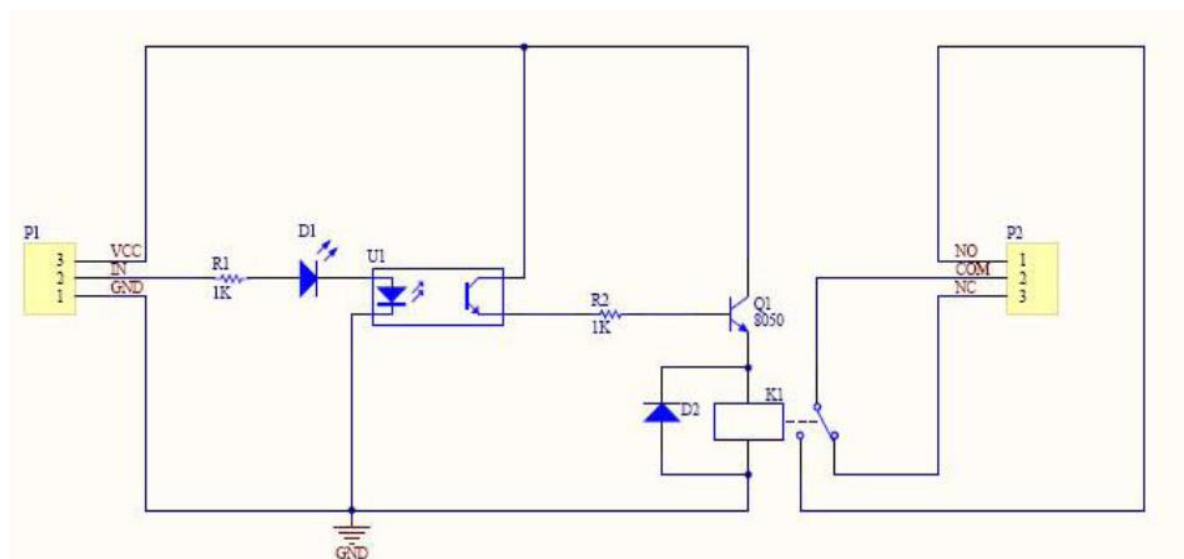 P1
3 VCC
2 IN
1 GND
R1
1K
D1
U1
R2
1K
Q1
8050
D2
K1
GND
P2
NO 1
COM 2
NC 3